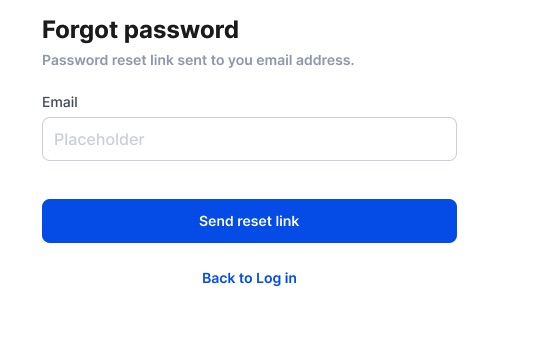 Forgot password
Password reset link sent to you email address.
Email
Placeholder
Send reset link
Back to Log in